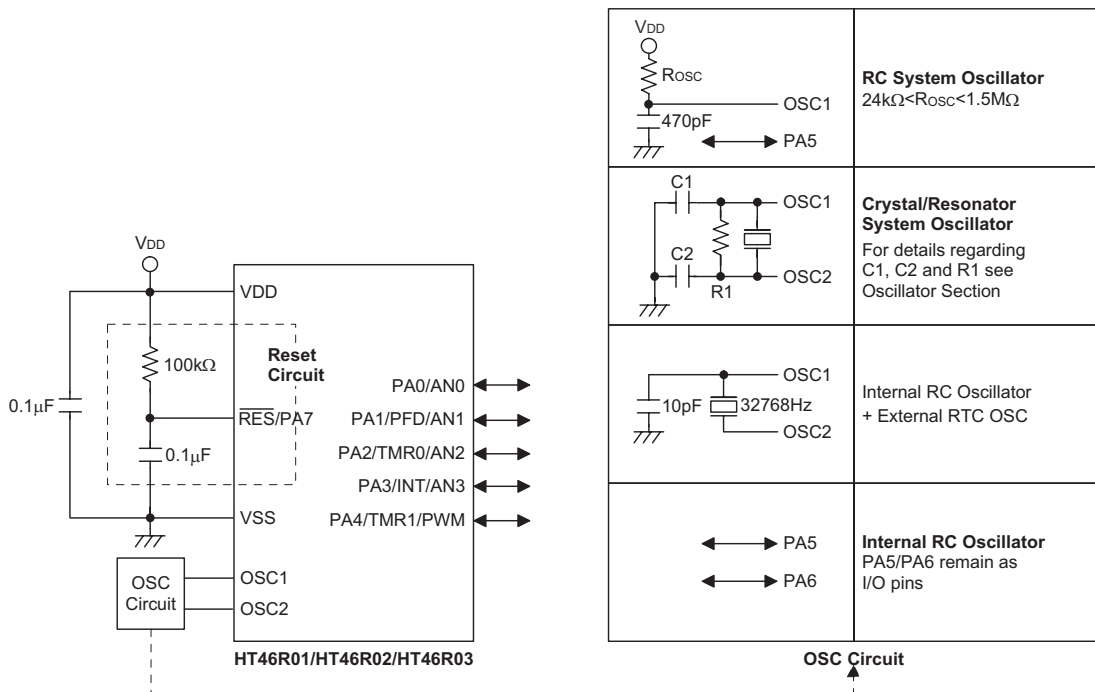 VDD
VDD
100kΩ
Reset
Circuit
0.1μF
RES/PA7
0.1μF
VSS
OSC
Circuit
OSC1
OSC2
PA0/AN0
PA1/PFD/AN1
PA2/TMR0/AN2
PA3/INT/AN3
PA4/TMR1/PWM
HT46R01/HT46R02/HT46R03
VDD
ROSC
OSC1
470pF
PA5
RC System Oscillator
24kΩ<ROSC<1.5MΩ
C1
OSC1
C2
OSC2
R1
Crystal/Resonator
System Oscillator
For details regarding
C1, C2 and R1 see
Oscillator Section
OSC1
10pF
32768Hz
OSC2
Internal RC Oscillator
+ External RTC OSC
PA5
PA6
Internal RC Oscillator
PA5/PA6 remain as
I/O pins
OSC Circuit